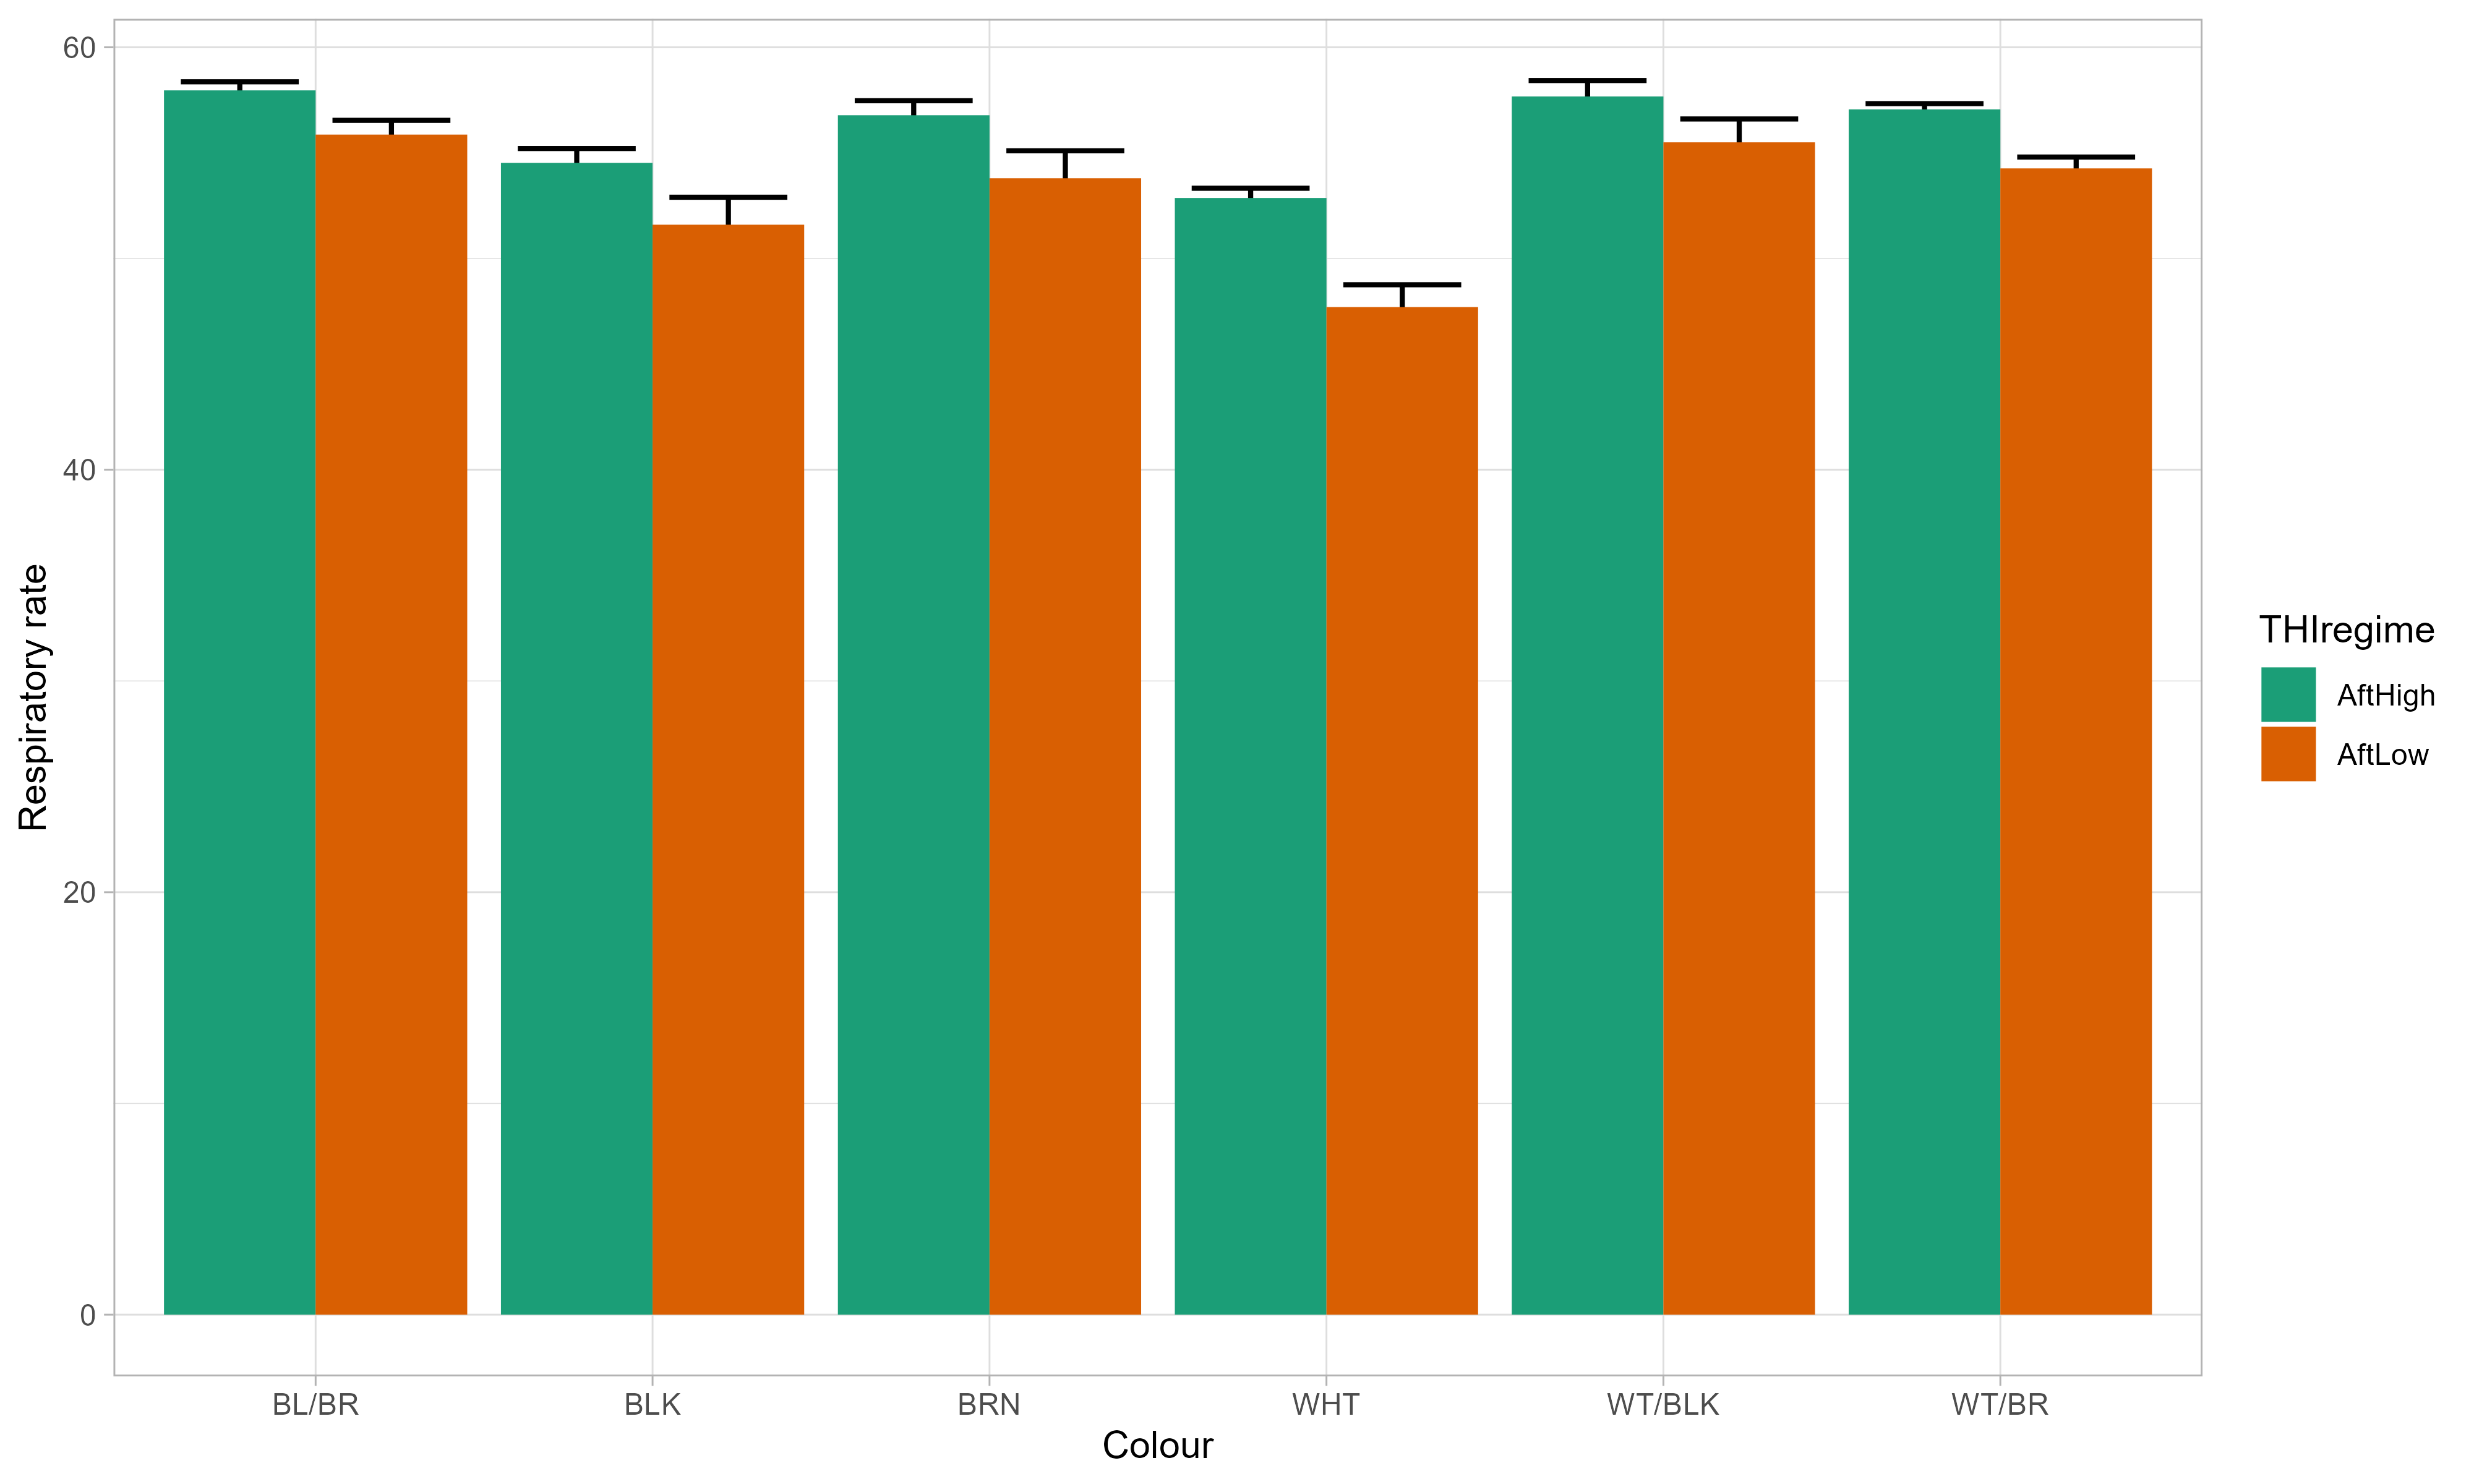 60
40
20
0
Respiratory rate
BL/BR
BLK
BRN
WHT
WT/BLK
WT/BR
Colour
THIregime
AftHigh
AftLow